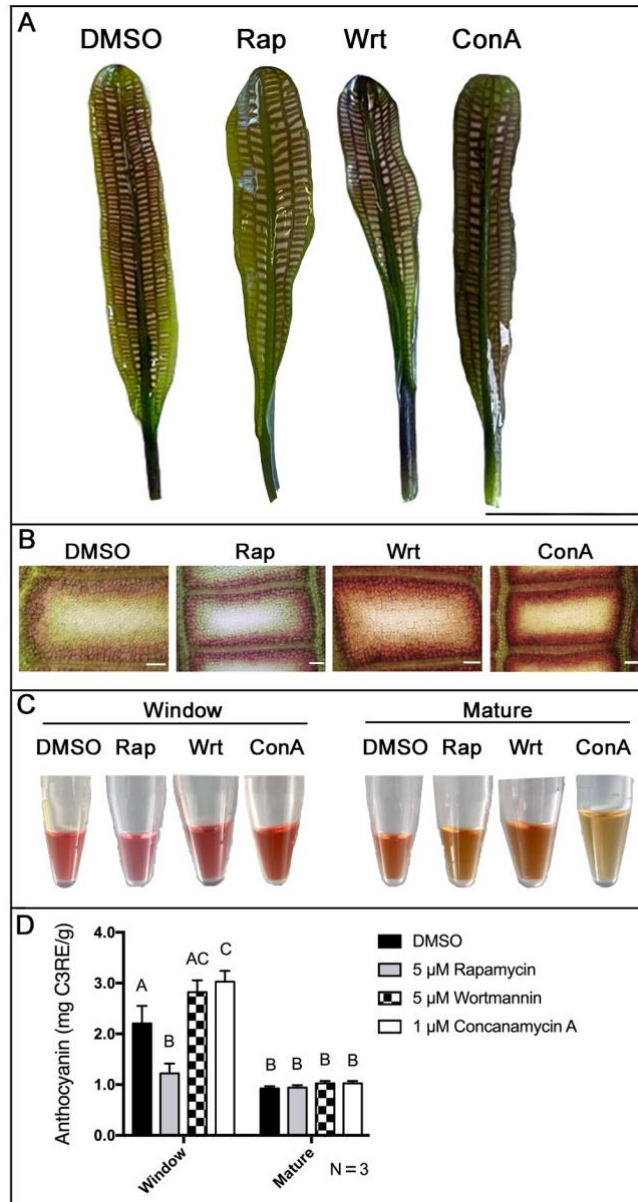 A
DMSO Rap Wrt ConA
B
DMSO Rap Wrt ConA
C
Window Mature
DMSO Rap Wrt ConA DMSO Rap Wrt ConA
D
Anthocyanin (mg C3RE/g)
4.0
3.0
2.0
1.0
0.0
A B AC C B B B B
Window Mature
N = 3
DMSO
5 µM Rapamycin
5 µM Wortmannin
1 µM Concanamycin A